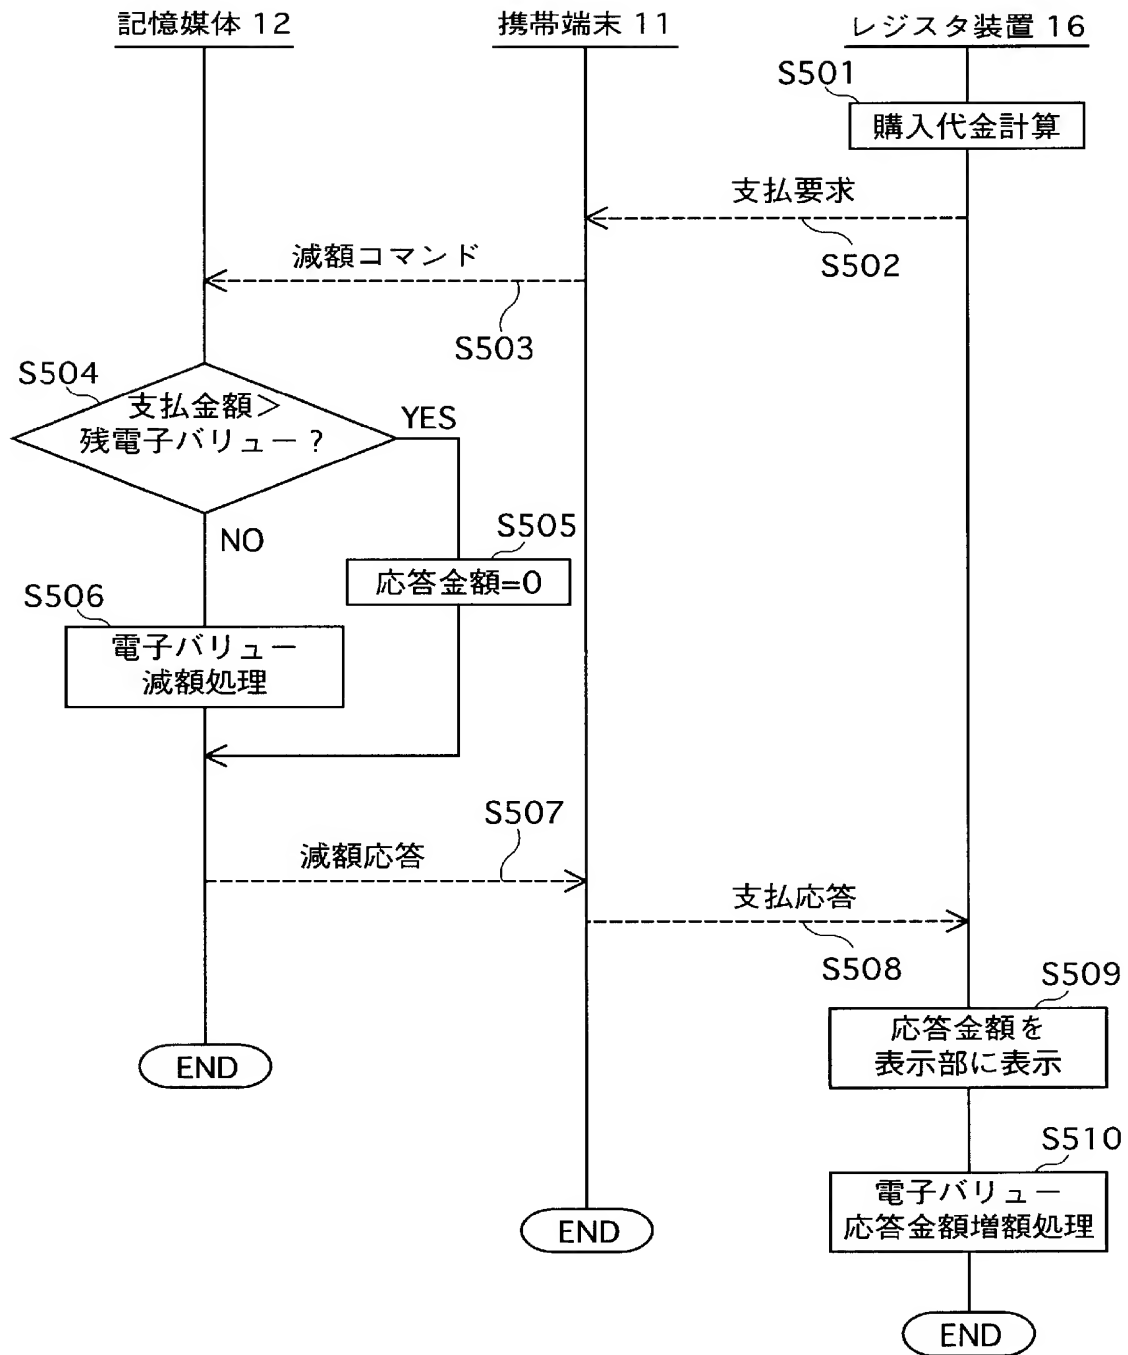 記憶媒体 12
携帯端末 11
レジスタ装置 16
S501
購入代金計算
支払要求
S502
減額コマンド
S503
S504
支払金額>
残電子バリュー?
YES
NO
S505
応答金額=0
S506
電子バリュー
減額処理
S507
減額応答
支払応答
S508
S509
応答金額を
表示部に表示
END
S510
電子バリュー
応答金額増額処理
END
END